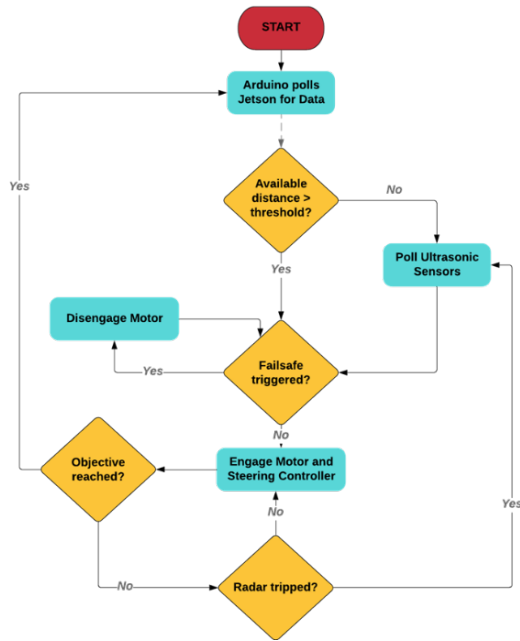 START
Arduino polls
Jetson for Data
Yes
Available
distance >
threshold?
No
Poll Ultrasonic
Sensors
Yes
Disengage Motor
Failsafe
triggered?
Yes
No
Objective
reached?
Engage Motor and
Steering Controller
Yes
No
No
Radar tripped?